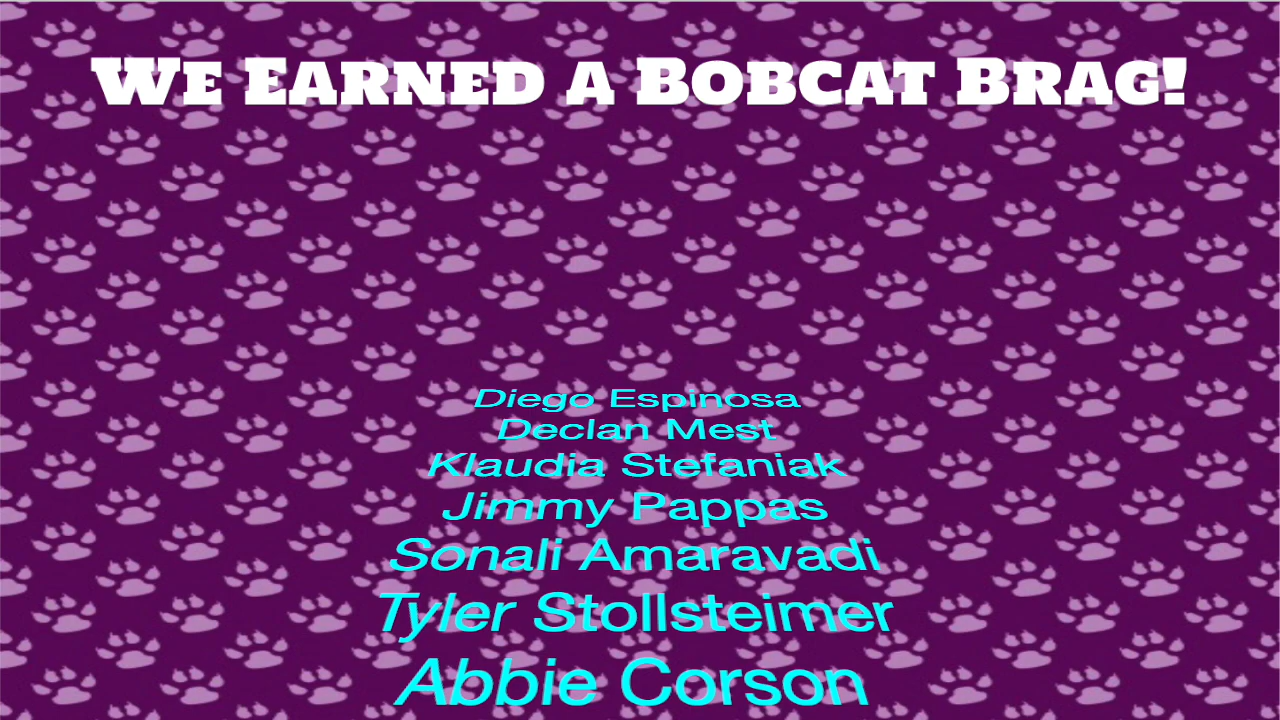 We Earned a Bobcat Brag!
Diego Espinosa
Declan Mest
Klaudia Stefaniak
Jimmy Pappas
Sonali Amaravadi
Tyler Stollsteimer
Abbie Corson